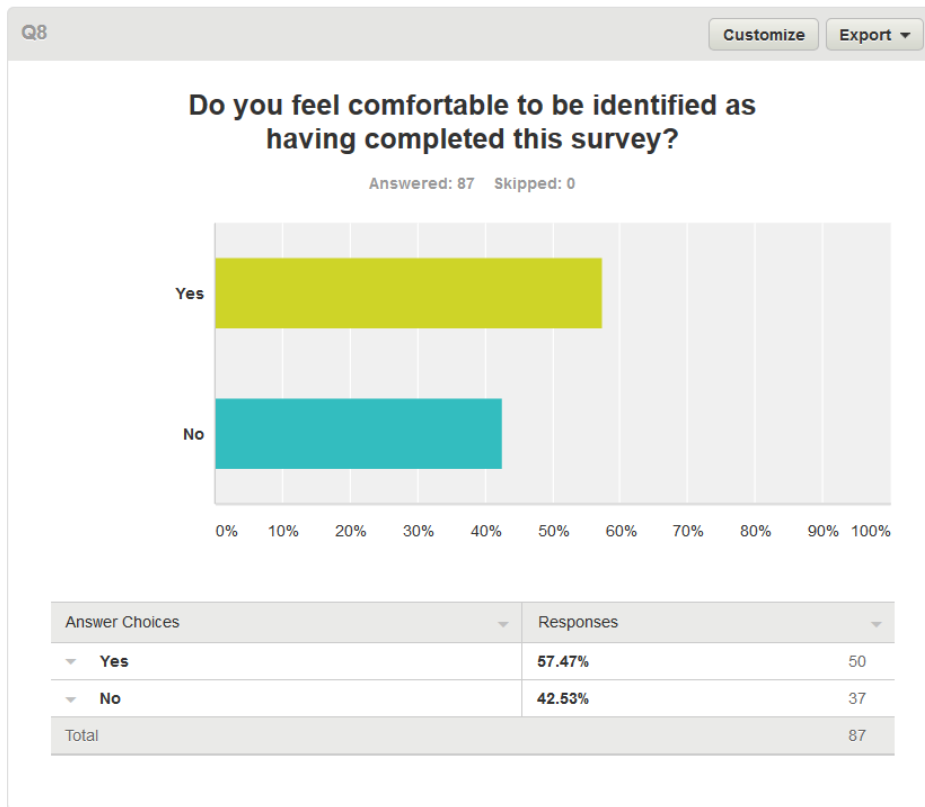 Q8
Customize
Export
Do you feel comfortable to be identified as
having completed this survey?
Answered: 87 Skipped: 0
Yes
No
0% 10% 20% 30% 40% 50% 60% 70% 80% 90% 100%
Answer Choices Responses
Yes 57.47% 50
No 42.53% 37
Total 87